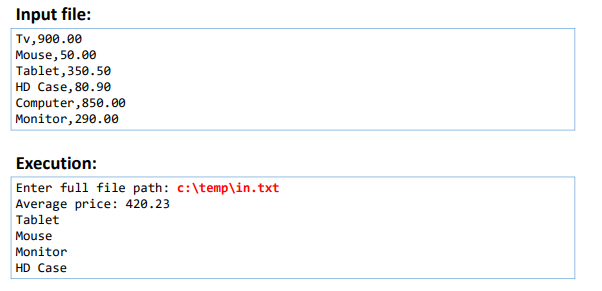 Input file:
Tv,900.00
Mouse,50.00
Tablet,350.50
HD Case,80.90
Computer,850.00
Monitor,290.00
Execution:
Enter full file path: c:\temp\in.txt
Average price: 420.23
Tablet
Mouse
Monitor
HD Case